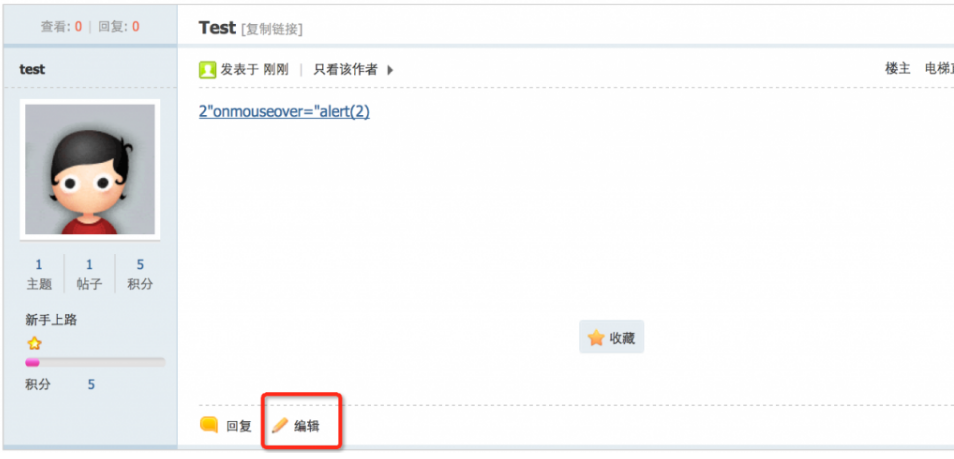 查看: 0 | 回复: 0
Test [复制链接]
test
发表于 刚刚 | 只看该作者
楼主 电梯
2"onmouseover="alert(2)
1 1 5
主题 帖子 积分
新手上路
积分 5
收藏
回复 编辑